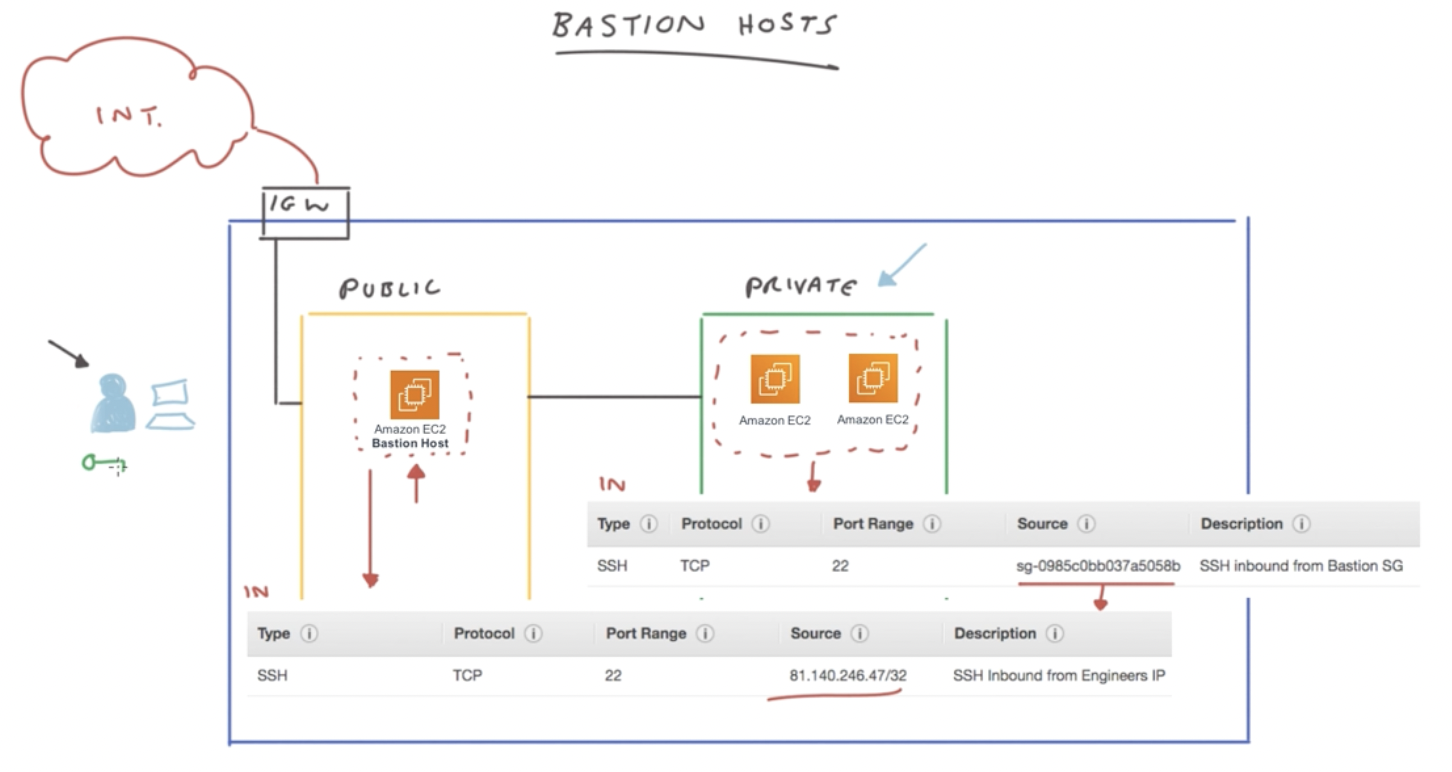 BASTION HOSTS
INT.
IGW
PUBLIC
PRIVATE
Amazon EC2
Bastion Host
Amazon EC2
Amazon EC2
IN
Type Protocol Port Range Source Description
SSH TCP 22 sg-0985c0bb037a5058b SSH inbound from Bastion SG
IN
Type Protocol Port Range Source Description
SSH TCP 22 81.140.246.47/32 SSH Inbound from Engineers IP